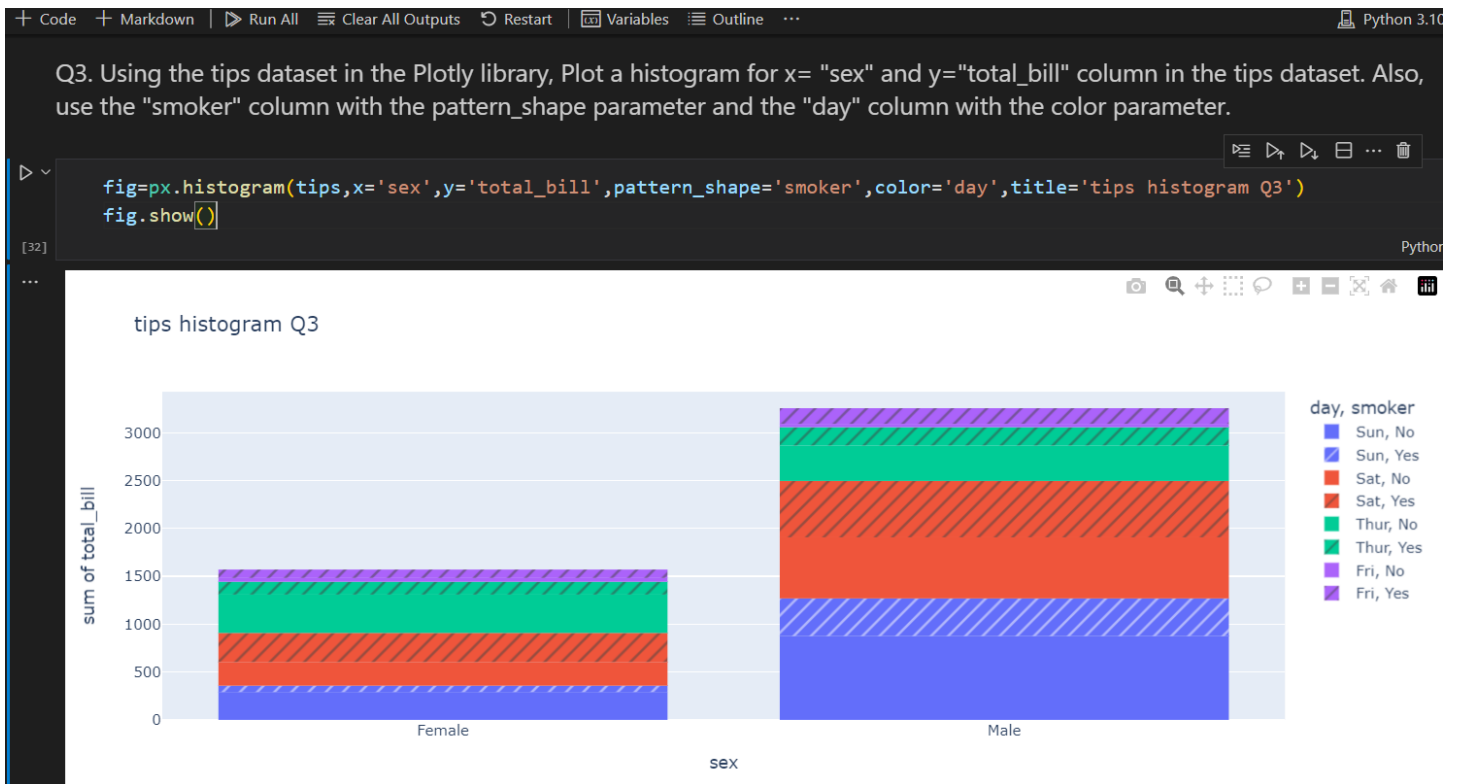 + Code + Markdown | Run All Clear All Outputs Restart | Variables Outline ... Python 3.10
Q3. Using the tips dataset in the Plotly library, Plot a histogram for x= "sex" and y="total_bill" column in the tips dataset. Also,
use the "smoker" column with the pattern_shape parameter and the "day" column with the color parameter.
fig=px.histogram(tips,x='sex',y='total_bill',pattern_shape='smoker',color='day',title='tips histogram Q3')
fig.show()
[32]
Python
tips histogram Q3
day, smoker
Sun, No
Sun, Yes
Sat, No
Sat, Yes
Thur, No
Thur, Yes
Fri, No
Fri, Yes
3000
2500
2000
1500
1000
500
0
sum of total_bill
Female
Male
sex